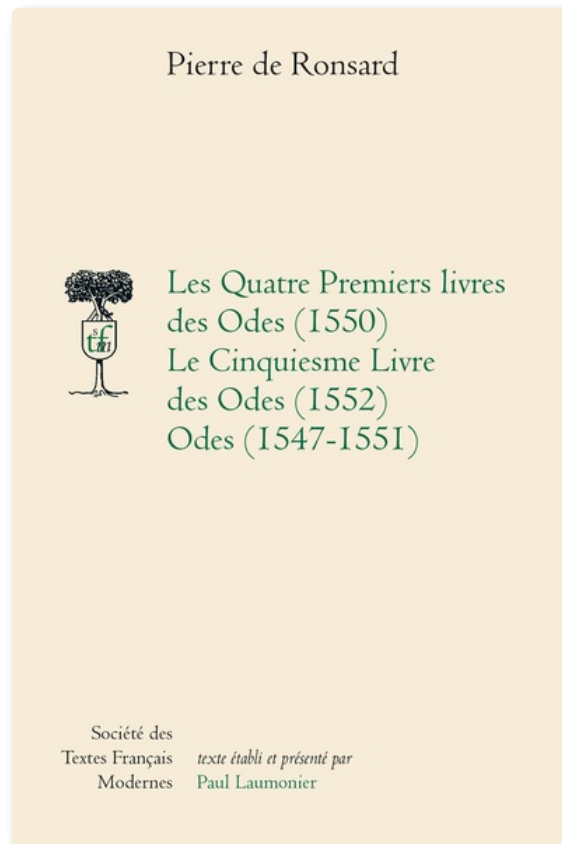 Pierre de Ronsard
Les Quatre Premiers livres
des Odes (1550)
Le Cinquiesme Livre
des Odes (1552)
Odes (1547-1551)
stfm
Société des
Textes Français
Modernes
texte établi et présenté par
Paul Laumonier